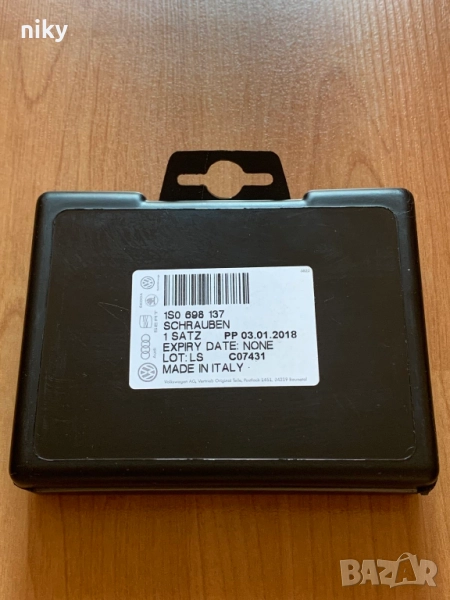 niky
1S0 698 137
SCHRAUBEN
1 SATZ PP 03.01.2018
EXPIRY DATE: NONE
LOT: LS C07431
MADE IN ITALY
BAZAR